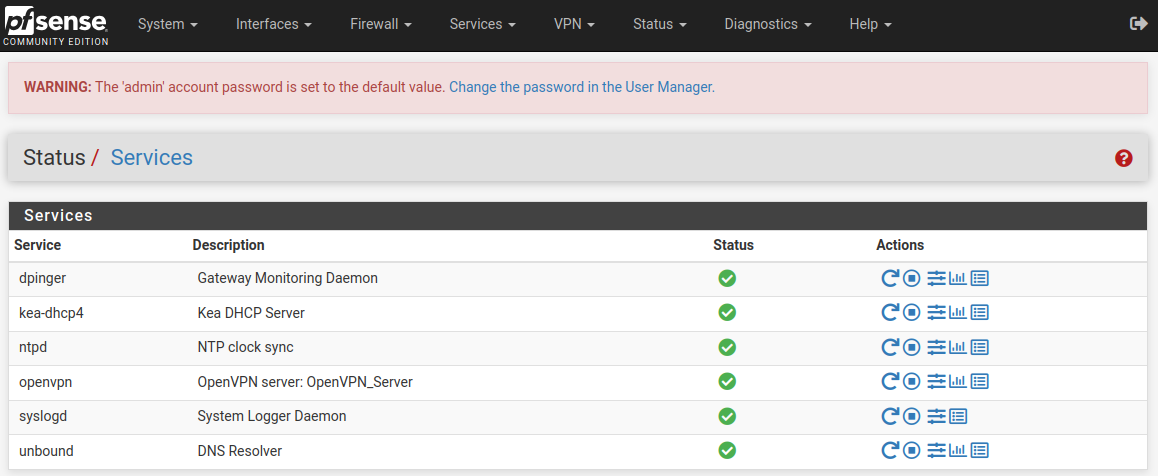 pfsense
COMMUNITY EDITION
System Interfaces Firewall Services VPN Status Diagnostics Help
WARNING: The 'admin' account password is set to the default value. Change the password in the User Manager.
Status / Services
Services
Service Description Status Actions
dpinger Gateway Monitoring Daemon
kea-dhcp4 Kea DHCP Server
ntpd NTP clock sync
openvpn OpenVPN server: OpenVPN_Server
syslogd System Logger Daemon
unbound DNS Resolver